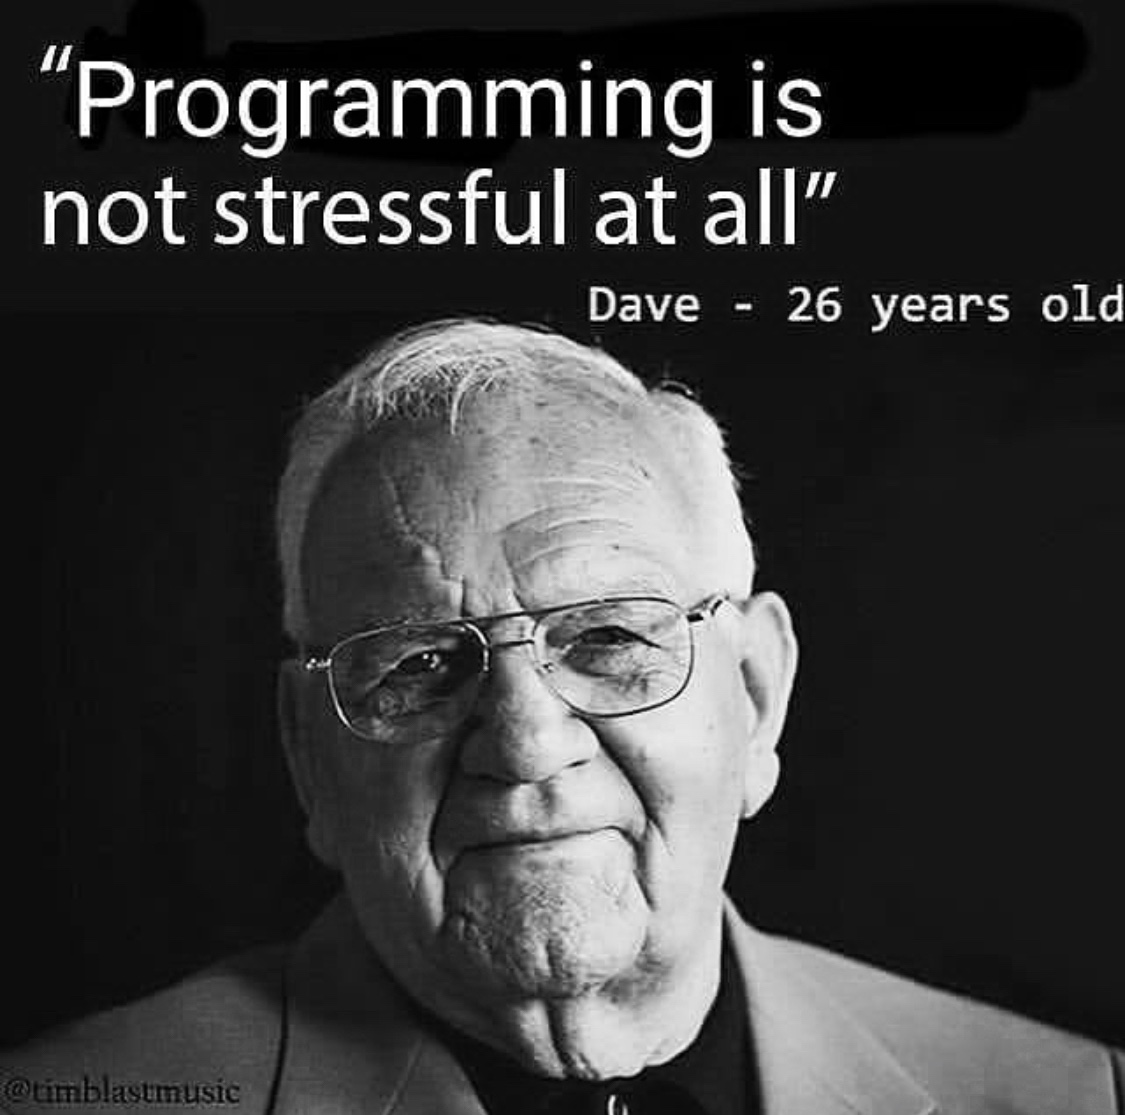 “Programming is
not stressful at all”
Dave - 26 years old
@timblastmusic